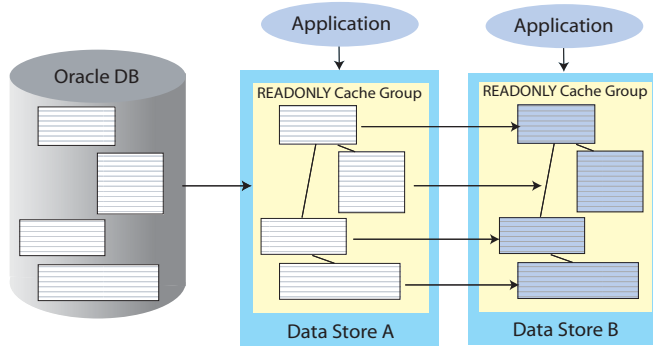 Application
Application
Oracle DB
READONLY Cache Group
READONLY Cache Group
Data Store A
Data Store B